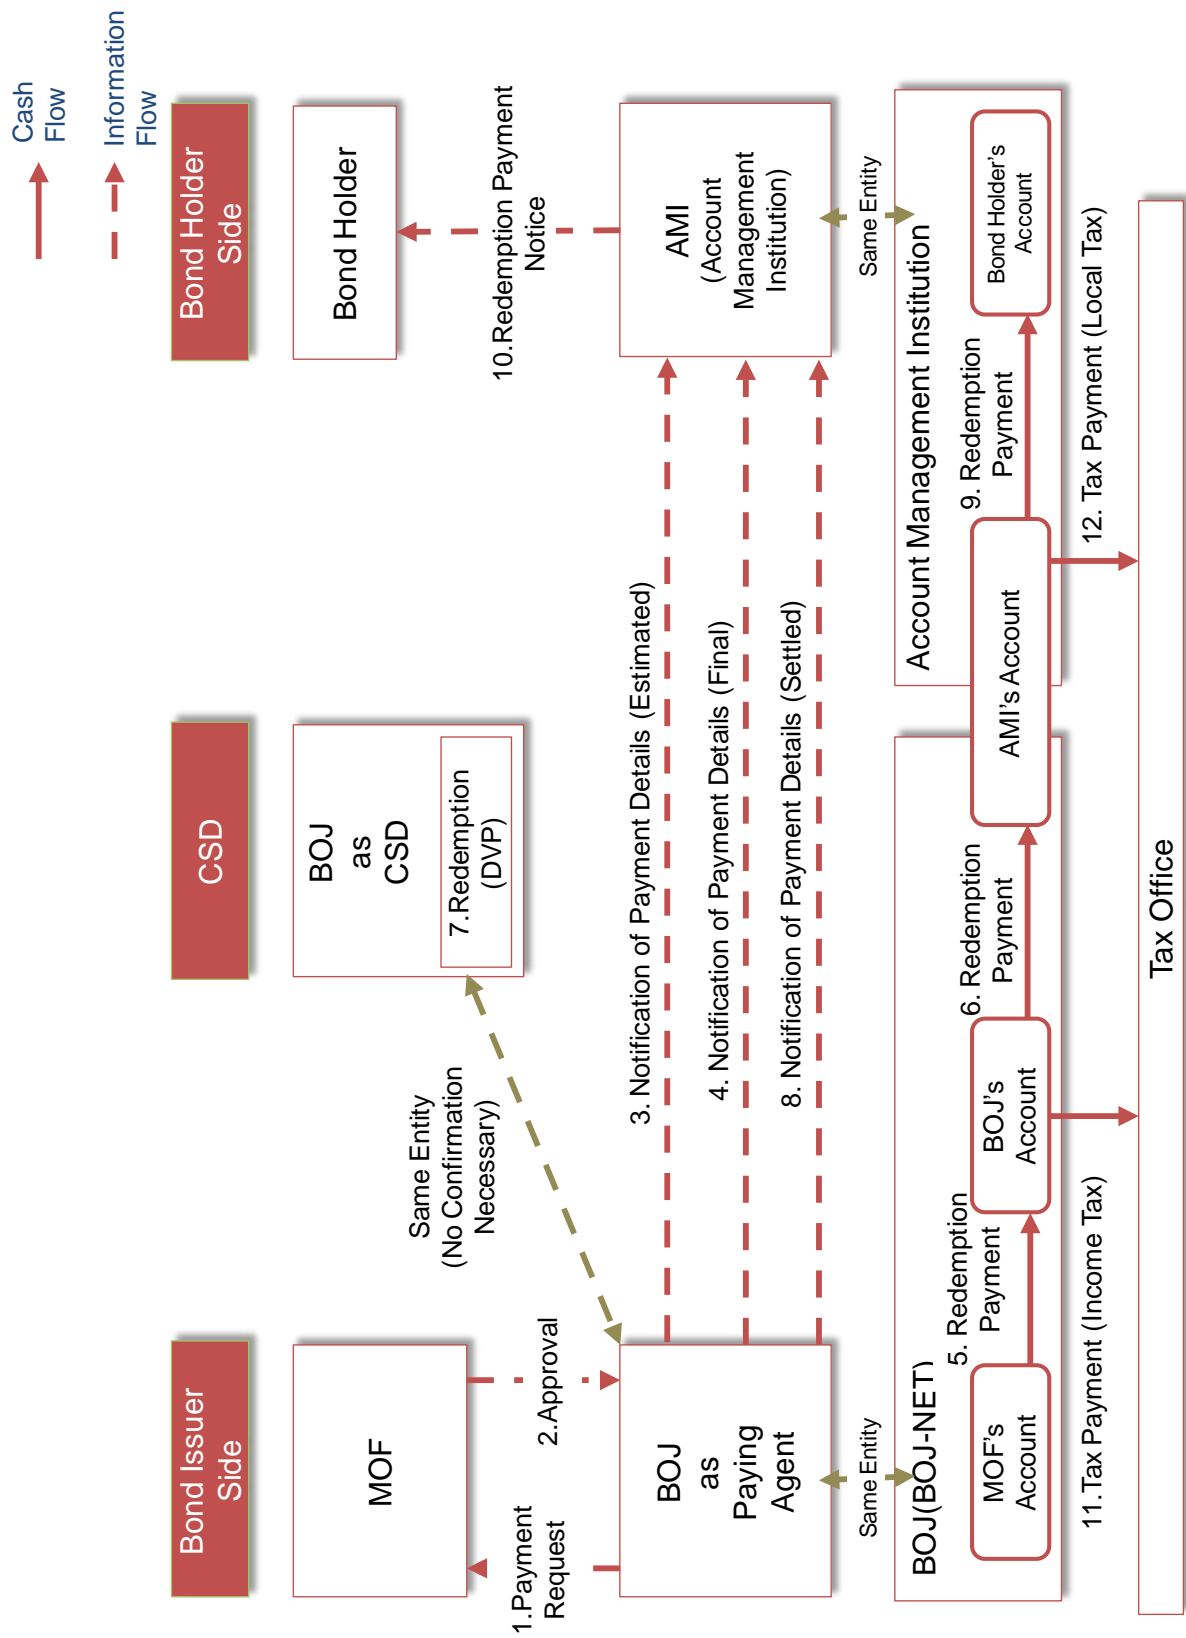 Cash
Flow
Information
Flow
Bond Issuer
Side
CSD
Bond Holder
Side
MOF
BOJ
as
CSD
7.Redemption
(DVP)
Bond Holder
1.Payment
Request
2.Approval
Same Entity
(No Confirmation
Necessary)
10.Redemption Payment
Notice
BOJ
as
Paying
Agent
3. Notification of Payment Details (Estimated)
4. Notification of Payment Details (Final)
8. Notification of Payment Details (Settled)
AMI
(Account
Management
Institution)
Same Entity
Same Entity
BOJ(BOJ-NET)
Account Management Institution
5. Redemption
Payment
6. Redemption
Payment
9. Redemption
Payment
MOF's
Account
BOJ's
Account
AMI's Account
Bond Holder's
Account
11.Tax Payment (Income Tax)
12. Tax Payment (Local Tax)
Tax Office